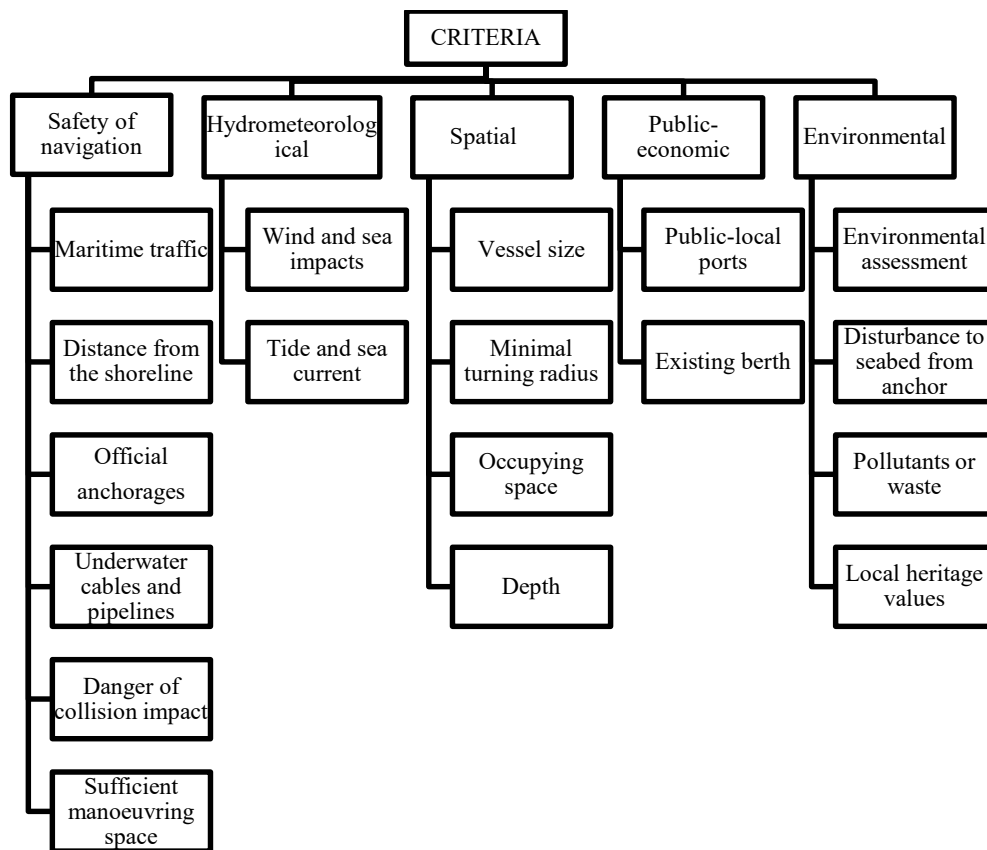 CRITERIA
Safety of
navigation
Hydrometeorolog
ical
Spatial
Public-
economic
Environmental
Maritime traffic
Wind and sea
impacts
Vessel size
Public-local
ports
Environmental
assessment
Distance from
the shoreline
Tide and sea
current
Minimal
turning radius
Existing berth
Disturbance to
seabed from
anchor
Official
anchorages
Occupying
space
Pollutants or
waste
Underwater
cables and
pipelines
Depth
Local heritage
values
Danger of
collision impact
Sufficient
manoeuvring
space